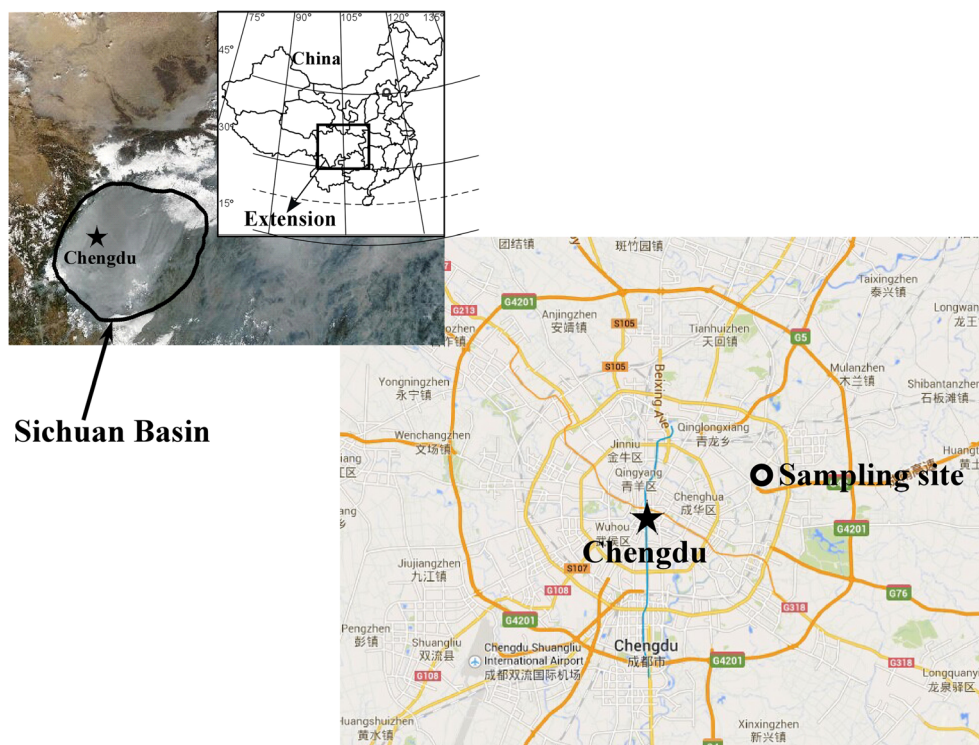 75°
90°
105°
120°
135°
45°
30°
15°
China
Extension
Chengdu
Sichuan Basin
团结镇
斑竹园镇
Taixingzhen
泰兴镇
G4201
G213
Anjingzhen
安靖镇
S105
Tianhuizhen
天回镇
G5
Longwang
龙王
S105
Beixing Ave
Mulanzhen
木兰镇
Yongningzhen
永宁镇
Shibantanzhen
石板滩镇
Wenchangzhen
文场镇
Qinglongxiang
青龙乡
Jinniu
金牛区
Qingyang
青羊区
Chenghua
成华区
Sampling site
Wuhou
武侯区
Chengdu
G4201
Jiujiangzhen
九江镇
S107
G108
G76
G318
G4201
Pengzhen
彭镇
Shuangliu
双流县
Chengdu Shuangliu
International Airport
成都双流国际机场
Chengdu
成都市
G4201
G318
G108
Longquanyi
龙泉驿区
Huangshuizhen
黄水镇
Xinxingzhen
新兴镇